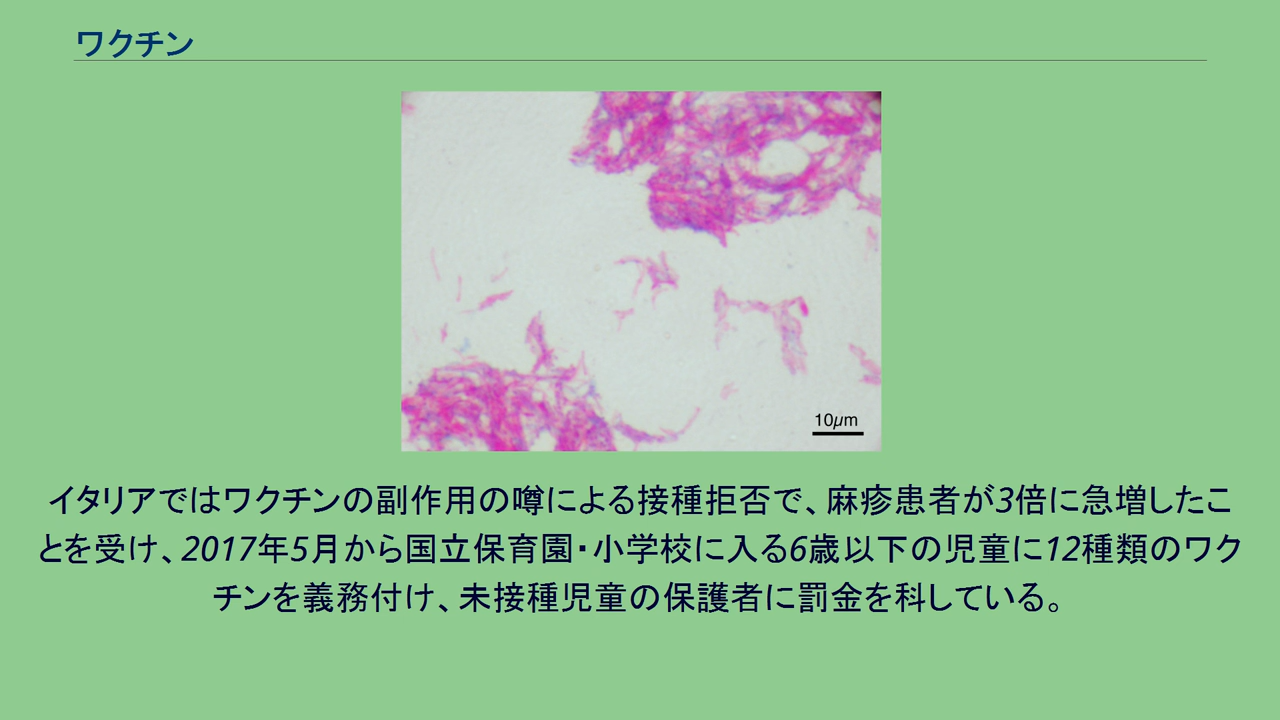 ワクチン
10μm
イタリアではワクチンの副作用の噂による接種拒否で、麻疹患者が3倍に急増したこ
とを受け、2017年5月から国立保育園・小学校に入る6歳以下の児童に12種類のワク
チンを義務付け、未接種児童の保護者に罰金を科している。